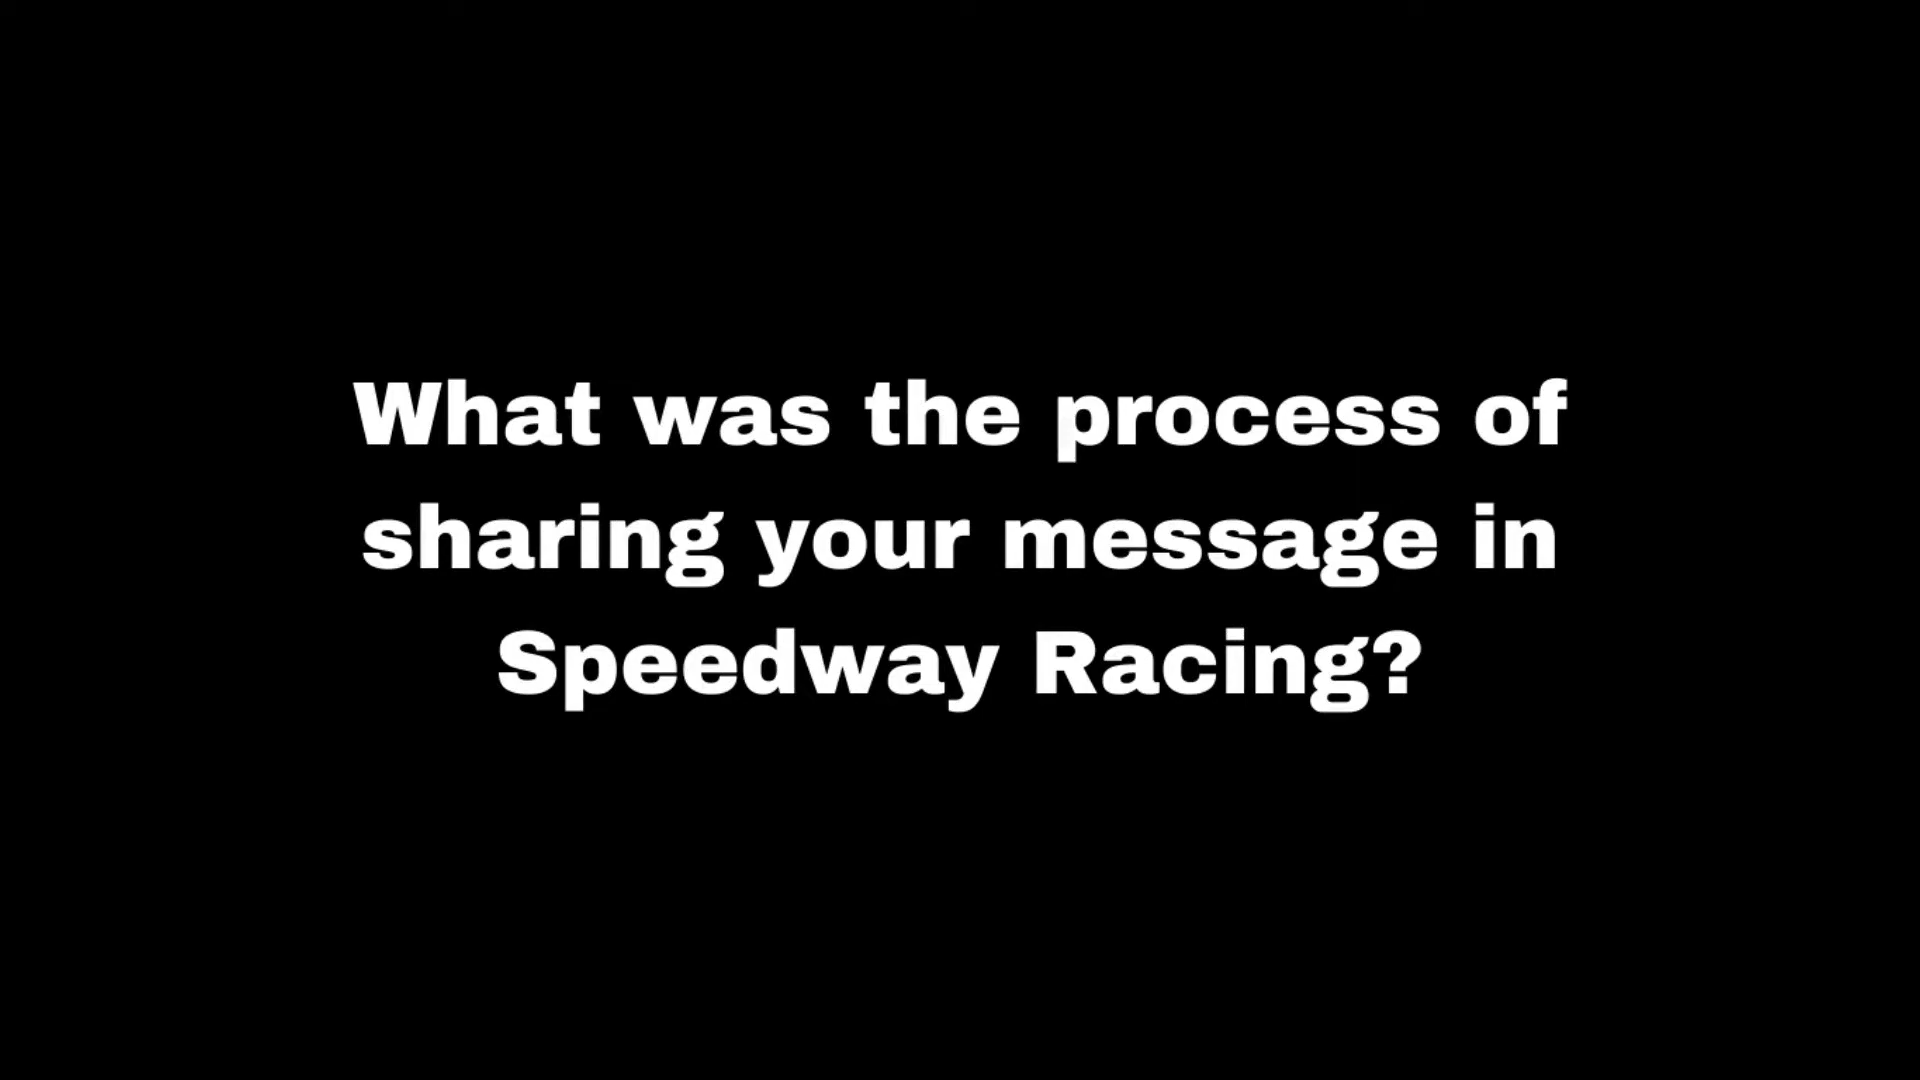 What was the process of
sharing your message in
Speedway Racing?